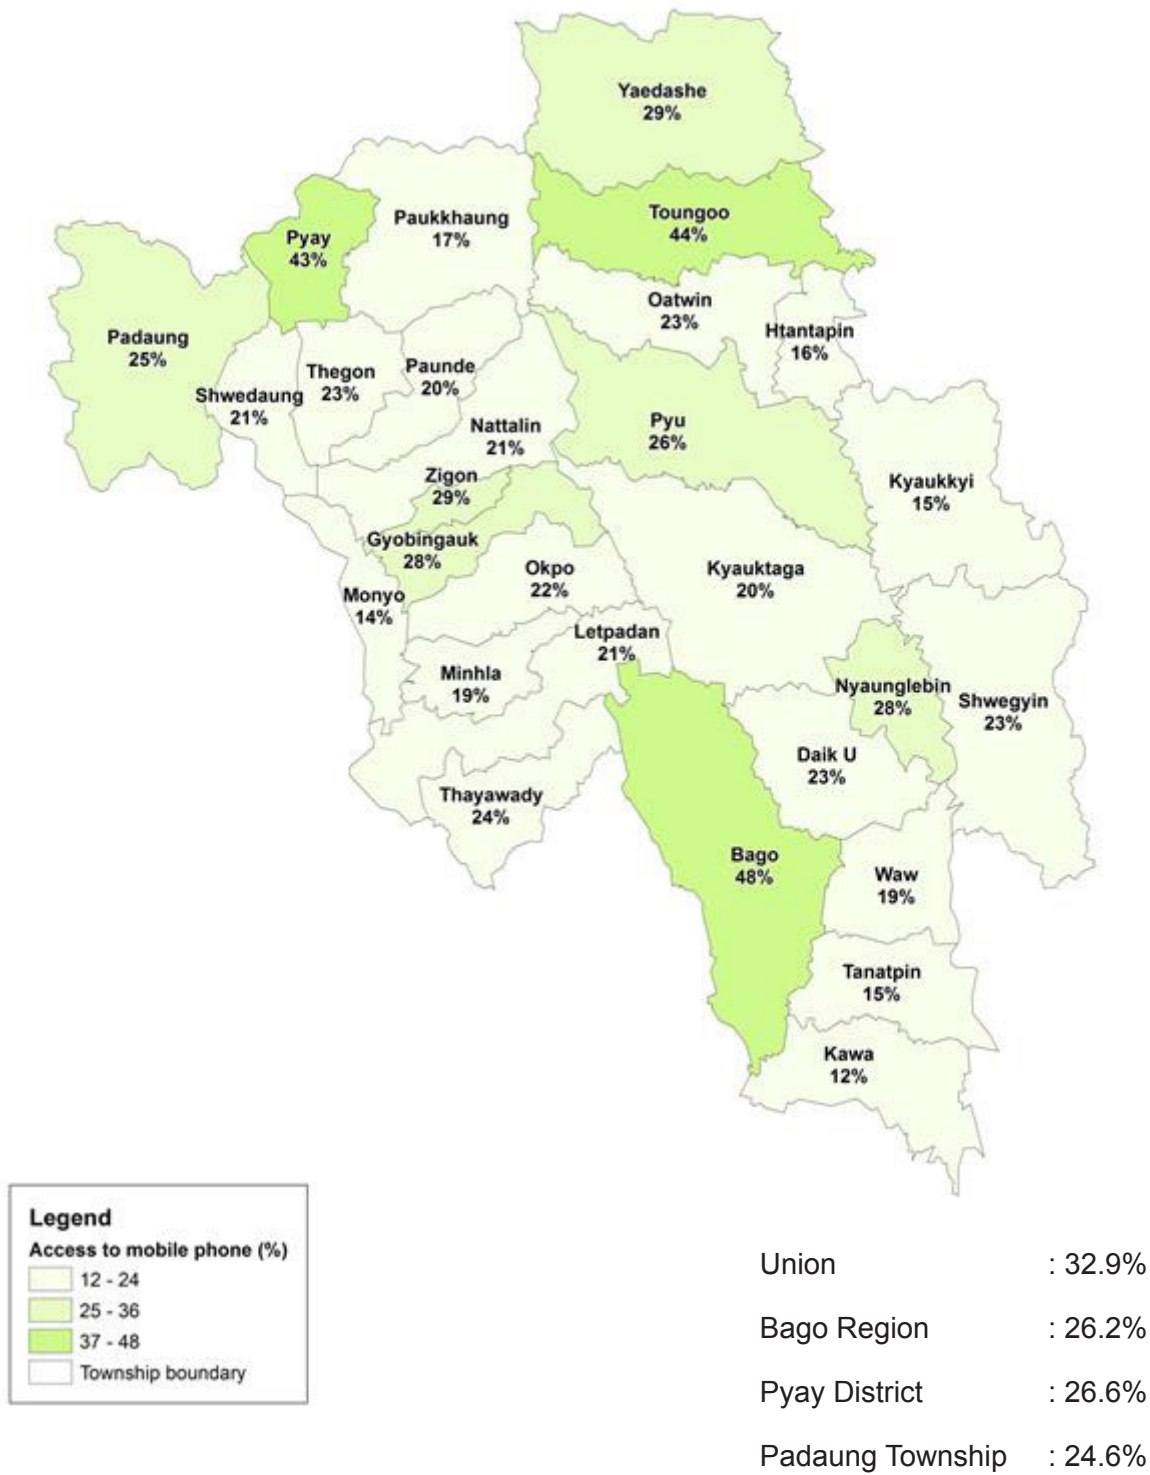 Yaedashe
29%
Toungoo
44%
Paukkhaung
17%
Pyay
43%
Oatwin
23%
Htantapin
16%
Padaung
25%
Thegon
23%
Paunde
20%
Shwedaung
21%
Nattalin
21%
Pyu
26%
Kyaukkyi
15%
Zigon
29%
Gyobingauk
28%
Okpo
22%
Kyauktaga
20%
Monyo
14%
Letpadan
21%
Minhla
19%
Nyaunglebin
28%
Shwegyin
23%
Daik U
23%
Thayawady
24%
Bago
48%
Waw
19%
Tanatpin
15%
Kawa
12%
Legend
Access to mobile phone (%)
12 - 24
25 - 36
37 - 48
Township boundary
Union : 32.9%
Bago Region : 26.2%
Pyay District : 26.6%
Padaung Township : 24.6%